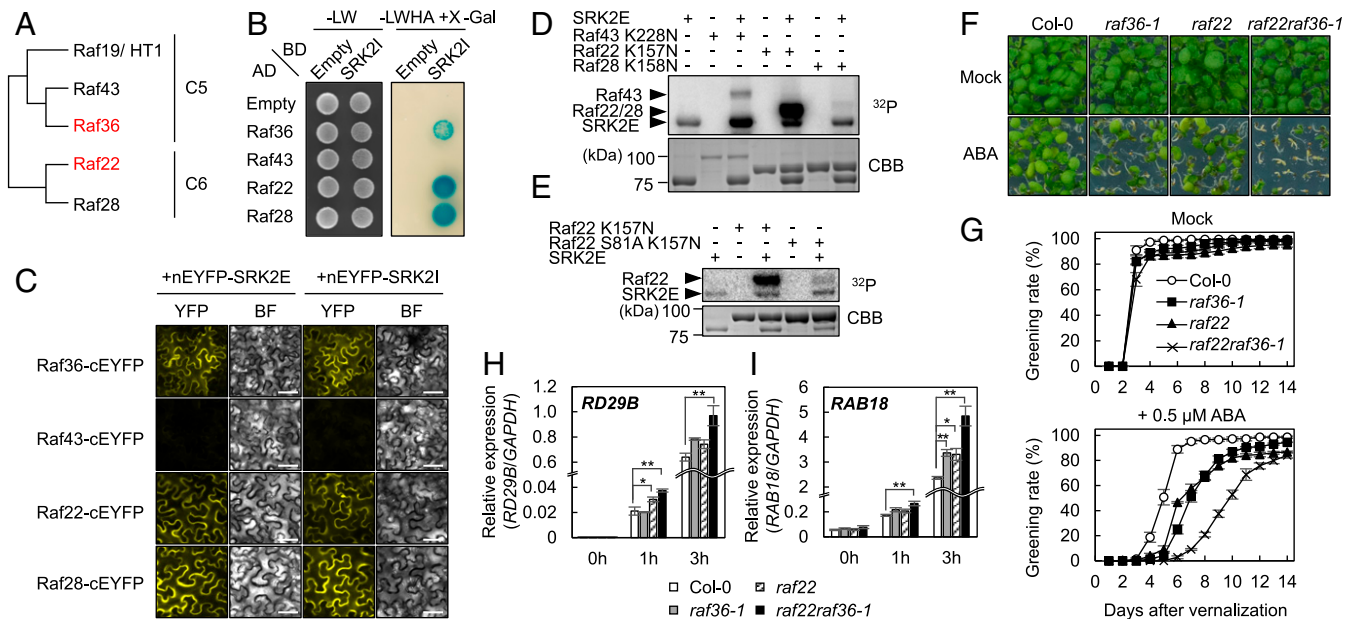 A
Raf19/ HT1
Raf43
Raf36
Raf22
Raf28
C5
C6
B
-LW
-LWHA +X -Gal
BD
AD
Empty
SRK2I
Empty
SRK2I
Empty
Raf36
Raf43
Raf22
Raf28
C
+nEYFP-SRK2E
+nEYFP-SRK2I
YFP
BF
YFP
BF
Raf36-cEYFP
Raf43-cEYFP
Raf22-cEYFP
Raf28-cEYFP
D
SRK2E + - + - + - +
Raf43 K228N - + + - - - -
Raf22 K157N - - - + + - -
Raf28 K158N - - - - - + +
Raf43
Raf22/28
SRK2E
32P
(kDa)
100
75
CBB
E
Raf22 K157N - + + - -
Raf22 S81A K157N - - - + +
SRK2E + - + - +
Raf22
SRK2E
32P
(kDa)
100
75
CBB
F
Col-0
raf36-1
raf22
raf22raf36-1
Mock
ABA
G
Mock
Greening rate (%)
100
80
60
40
20
0
Col-0
raf36-1
raf22
raf22raf36-1
0 2 4 6 8 10 12 14
+ 0.5 µM ABA
Greening rate (%)
100
80
60
40
20
0
0 2 4 6 8 10 12 14
Days after vernalization
H
RD29B
Relative expression
(RD29B/GAPDH)
1.2
1.0
0.8
0.6
0.04
0.02
0
**
*
**
0h
1h
3h
I
RAB18
Relative expression
(RAB18/GAPDH)
6
5
4
3
2
0.2
0
**
**
*
**
0h
1h
3h
Col-0
raf22
raf36-1
raf22raf36-1